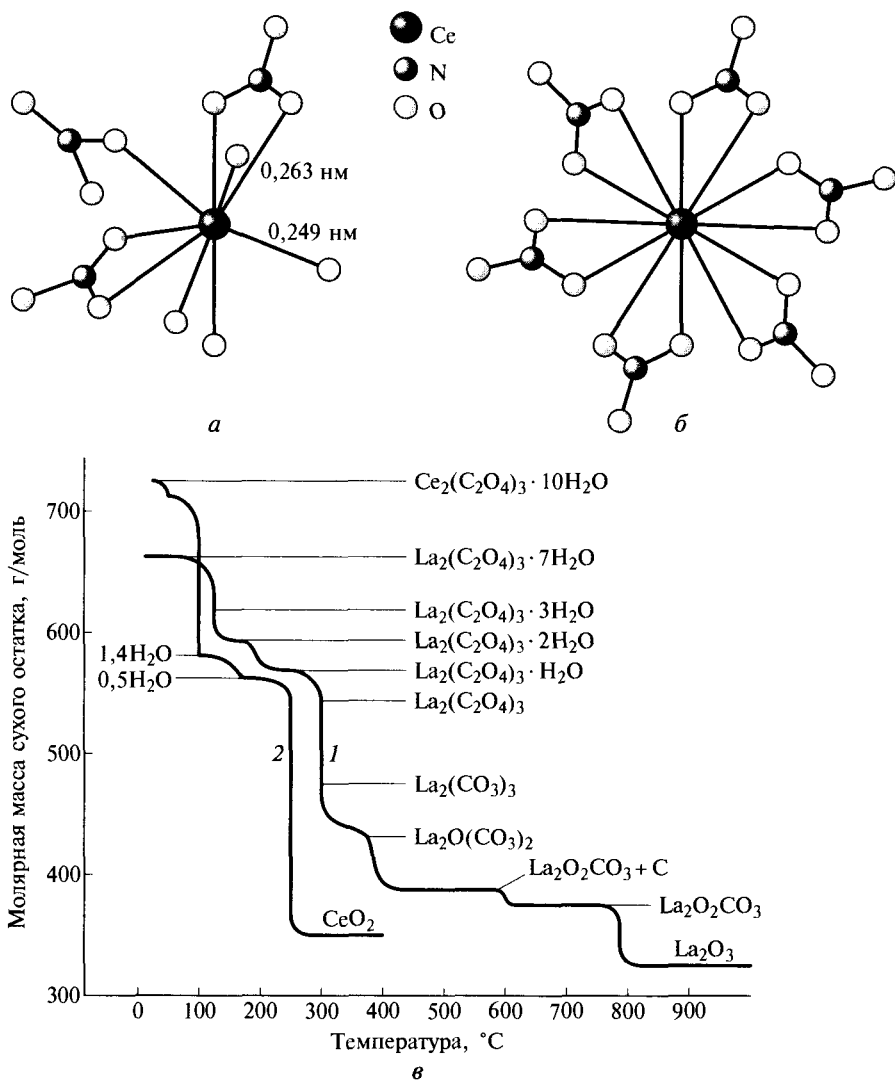 Ce
N
O
0,263 нм
0,249 нм
а
б
Молярная масса сухого остатка, г/моль
700
600
500
400
300
Ce₂(C₂O₄)₃ · 10H₂O
La₂(C₂O₄)₃ · 7H₂O
La₂(C₂O₄)₃ · 3H₂O
La₂(C₂O₄)₃ · 2H₂O
La₂(C₂O₄)₃ · H₂O
La₂(C₂O₄)₃
1,4H₂O
0,5H₂O
2
1
La₂(CO₃)₃
La₂O(CO₃)₂
La₂O₂CO₃ + C
La₂O₂CO₃
CeO₂
La₂O₃
0 100 200 300 400 500 600 700 800 900
Температура, °C
в